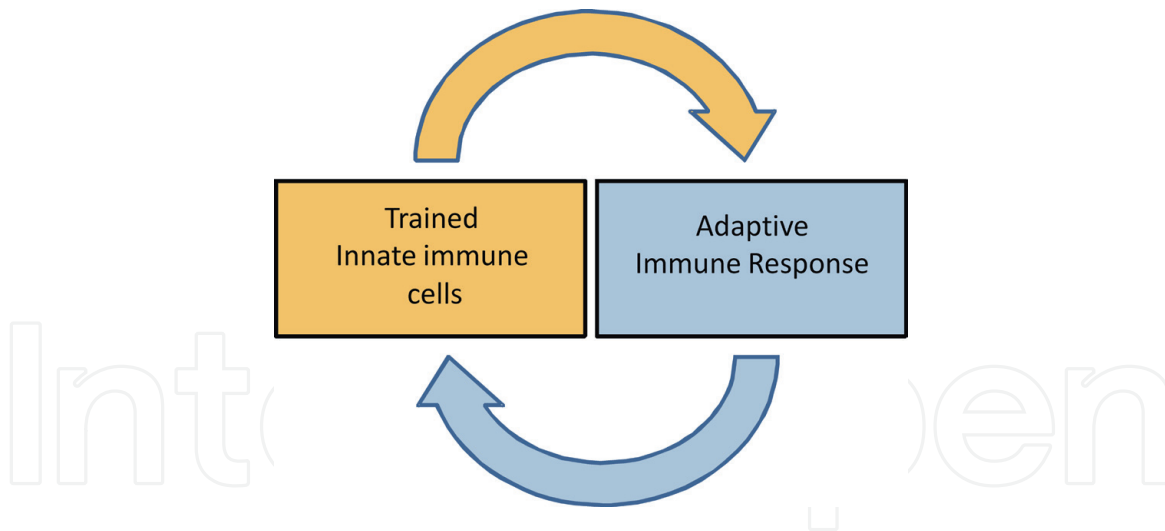 Trained
Innate immune
cells
Adaptive
Immune Response